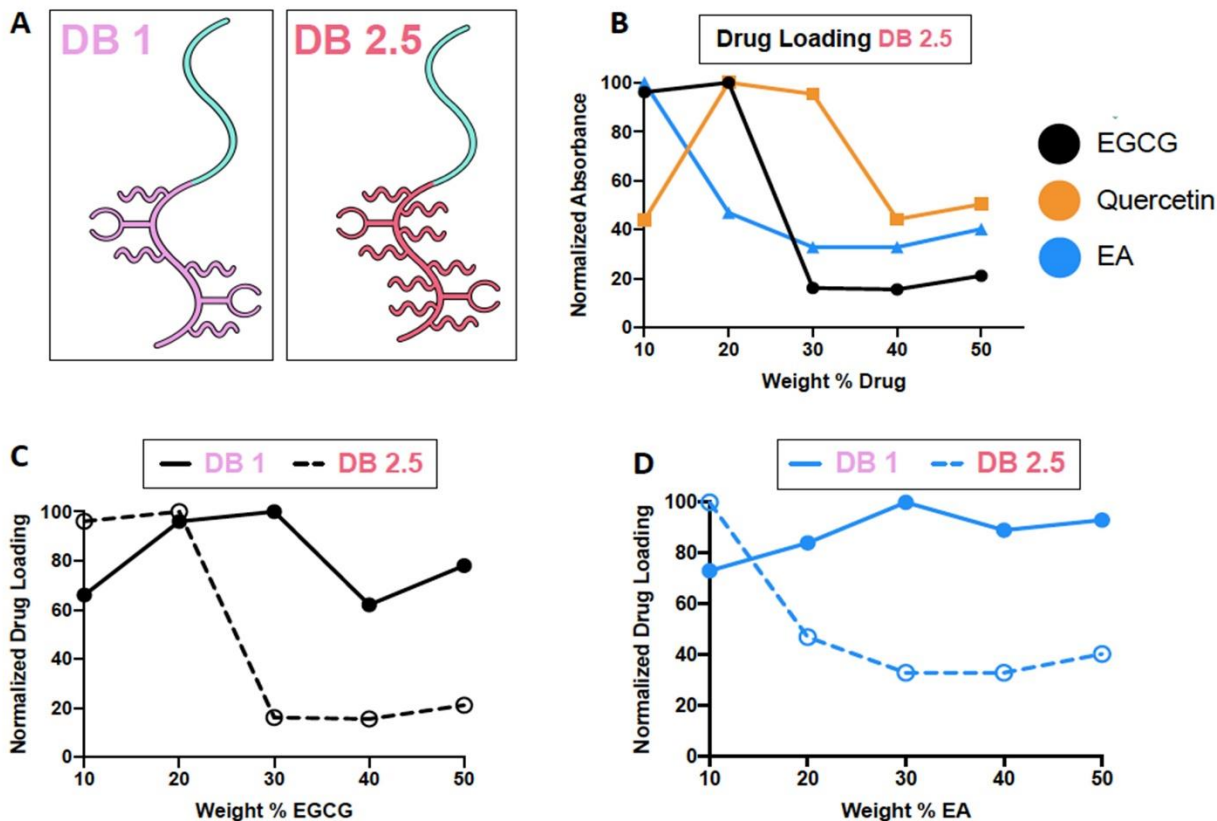 A
DB 1
DB 2.5
B
Drug Loading DB 2.5
Normalized Absorbance
100
80
60
40
20
0
10 20 30 40 50
Weight % Drug
EGCG
Quercetin
EA
C
DB 1 DB 2.5
Normalized Drug Loading
100
80
60
40
20
0
10 20 30 40 50
Weight % EGCG
D
DB 1 DB 2.5
Normalized Drug Loading
100
80
60
40
20
0
10 20 30 40 50
Weight % EA